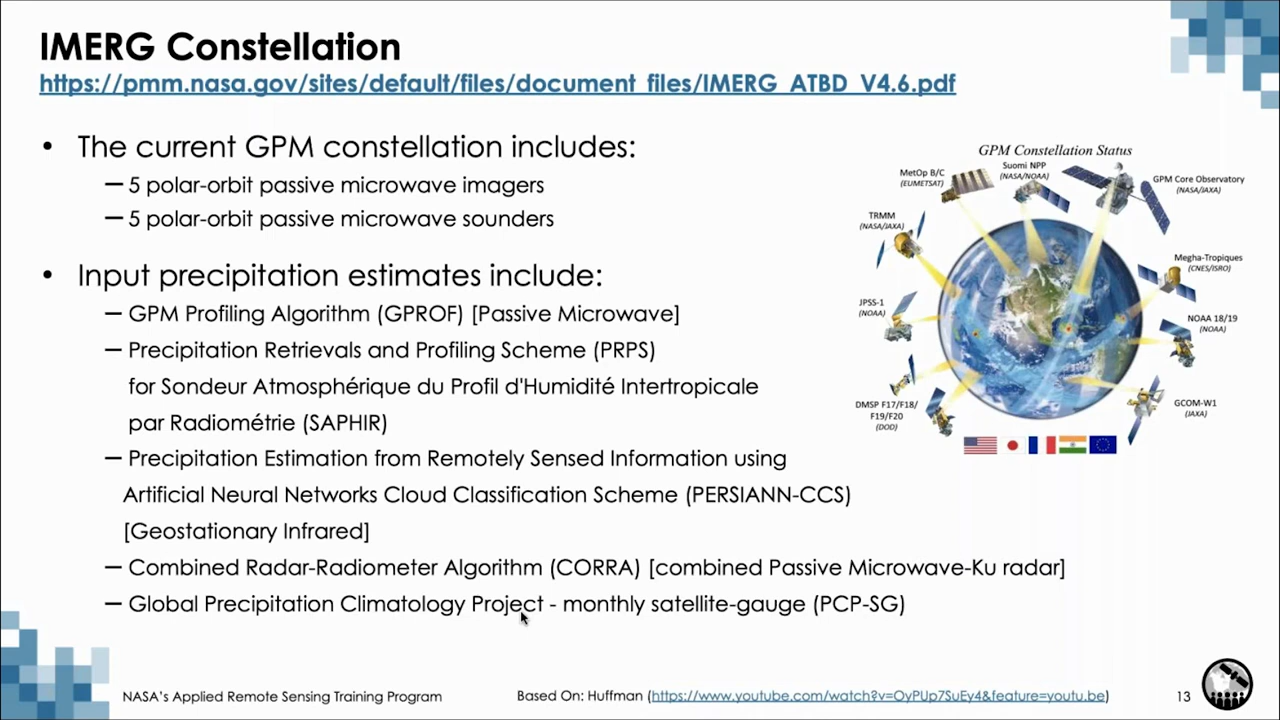 IMERG Constellation
https://pmm.nasa.gov/sites/default/files/document_files/IMERG_ATBD_V4.6.pdf
• The current GPM constellation includes:
– 5 polar-orbit passive microwave imagers
– 5 polar-orbit passive microwave sounders
• Input precipitation estimates include:
– GPM Profiling Algorithm (GPROF) [Passive Microwave]
– Precipitation Retrievals and Profiling Scheme (PRPS)
for Sondeur Atmosphérique du Profil d'Humidité Intertropicale
par Radiométrie (SAPHIR)
– Precipitation Estimation from Remotely Sensed Information using
Artificial Neural Networks Cloud Classification Scheme (PERSIANN-CCS)
[Geostationary Infrared]
– Combined Radar-Radiometer Algorithm (CORRA) [combined Passive Microwave-Ku radar]
– Global Precipitation Climatology Project - monthly satellite-gauge (PCP-SG)
GPM Constellation Status
Suomi NPP
(NASA/NOAA)
MetOp B/C
(EUMETSAT)
GPM Core Observatory
(NASA/JAXA)
TRMM
(NASA/JAXA)
Megha-Tropiques
(CNES/ISRO)
JPSS-1
(NOAA)
NOAA 18/19
(NOAA)
DMSP F17/F18/
F19/F20
(DOD)
GCOM-W1
(JAXA)
NASA's Applied Remote Sensing Training Program
Based On: Huffman (https://www.youtube.com/watch?v=OyPUp7SuEy4&feature=youtu.be)
13